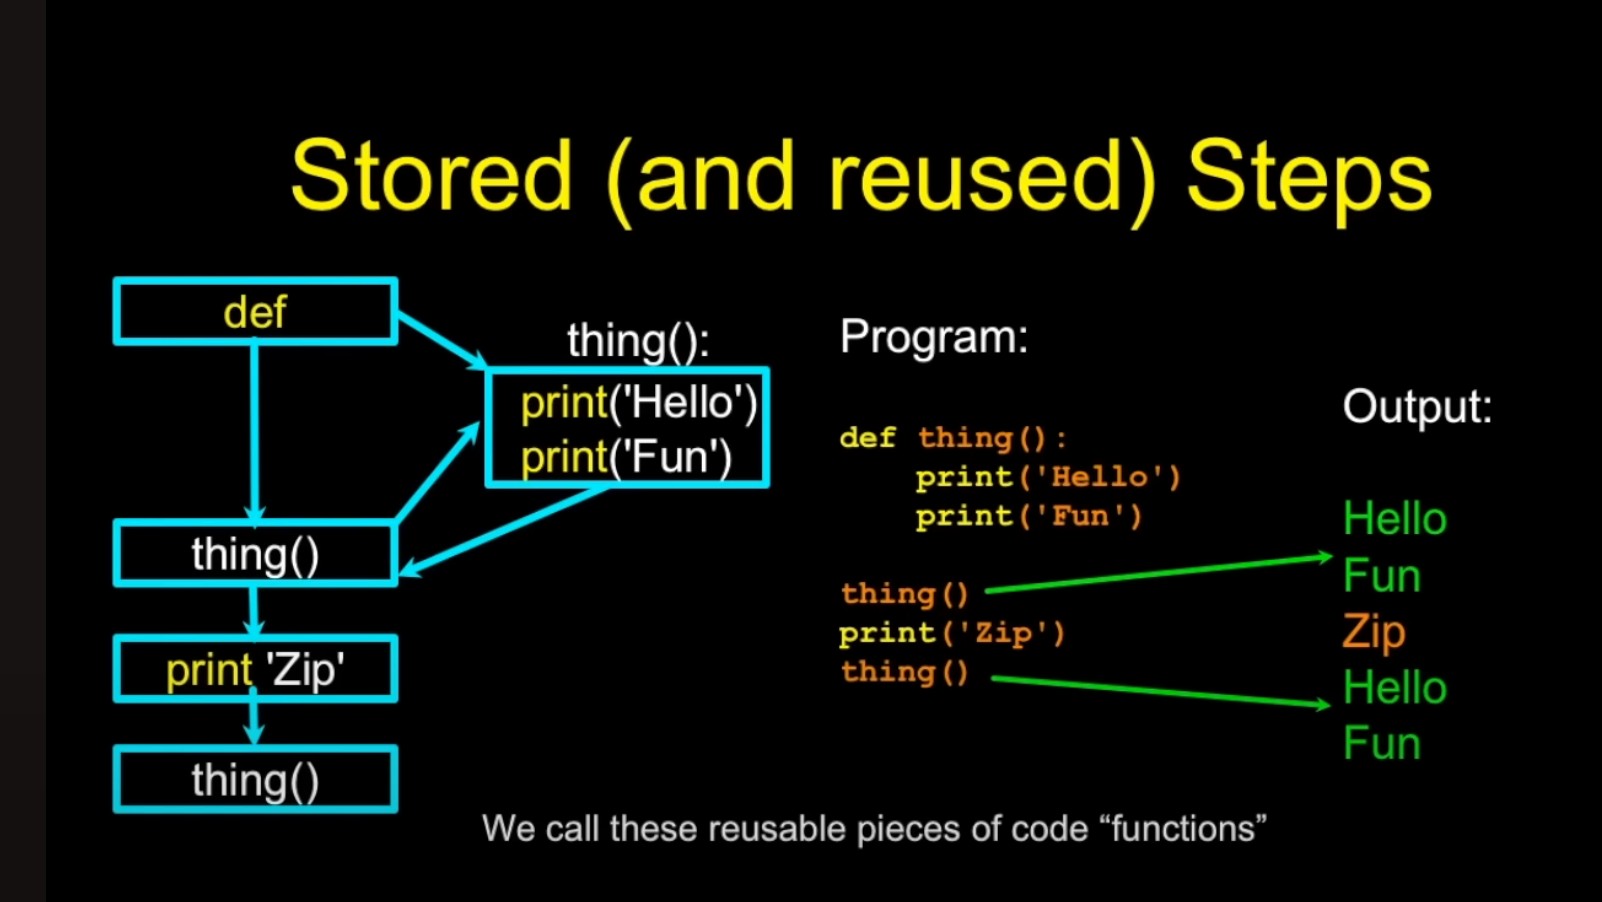 Stored (and reused) Steps
def
thing():
print('Hello')
print('Fun')
thing()
print 'Zip'
thing()
Program:
def thing():
    print('Hello')
    print('Fun')
thing()
print('Zip')
thing()
Output:
Hello
Fun
Zip
Hello
Fun
We call these reusable pieces of code “functions”